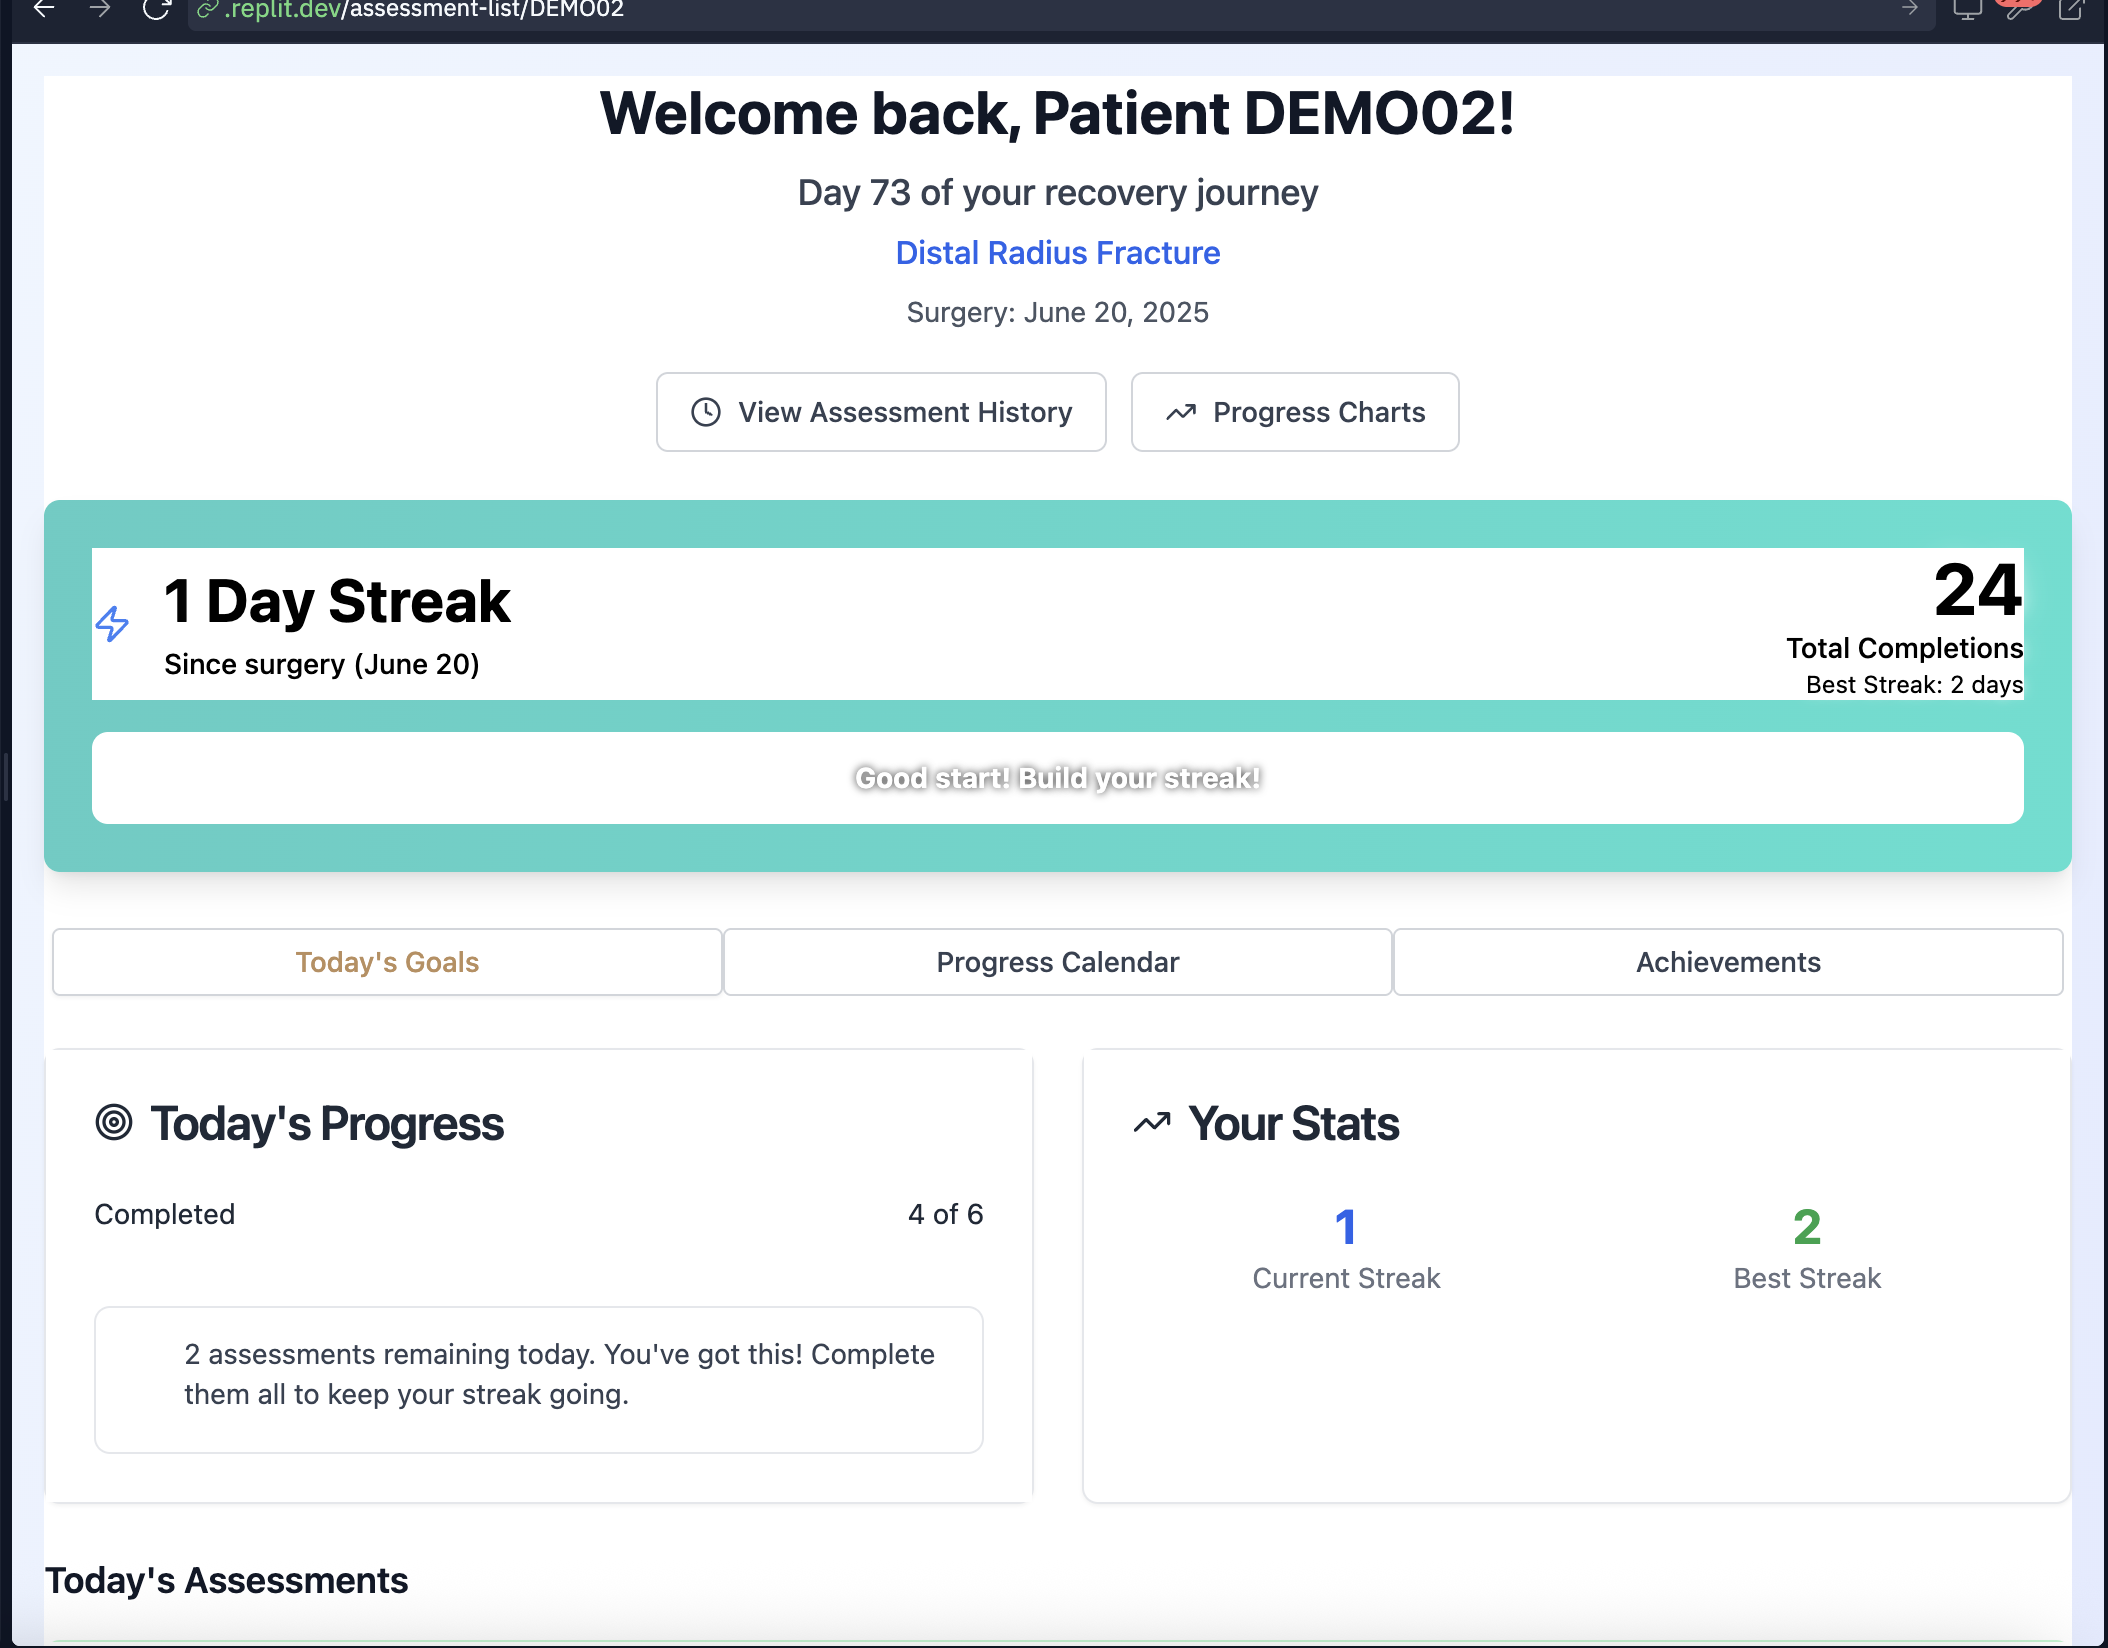 .replit.dev/assessment-list/DEMO02
Welcome back, Patient DEMO02!
Day 73 of your recovery journey
Distal Radius Fracture
Surgery: June 20, 2025
View Assessment History
Progress Charts
1 Day Streak
Since surgery (June 20)
24
Total Completions
Best Streak: 2 days
Good start! Build your streak!
Today's Goals
Progress Calendar
Achievements
Today's Progress
Completed
4 of 6
2 assessments remaining today. You've got this! Complete
them all to keep your streak going.
Your Stats
1
Current Streak
2
Best Streak
Today's Assessments